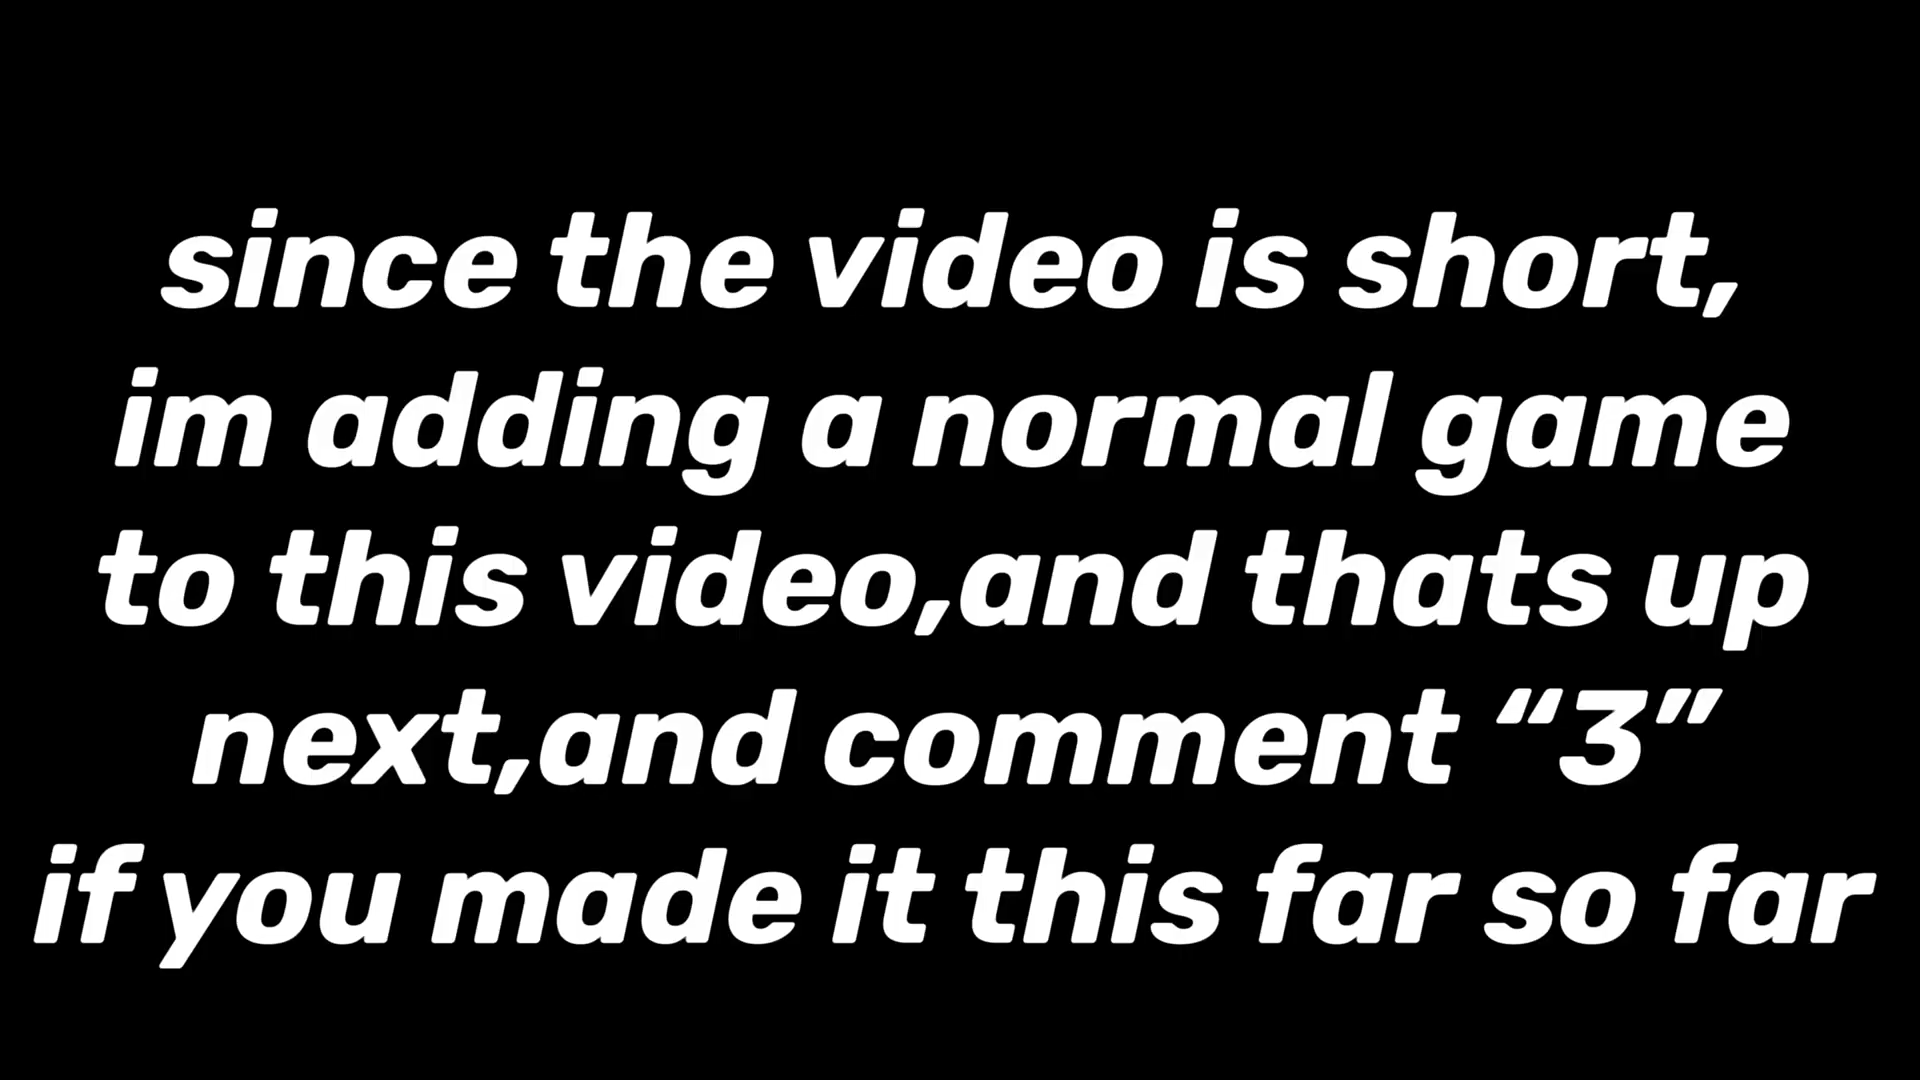 since the video is short,
im adding a normal game
to this video,and thats up
next,and comment “3”
if you made it this far so far